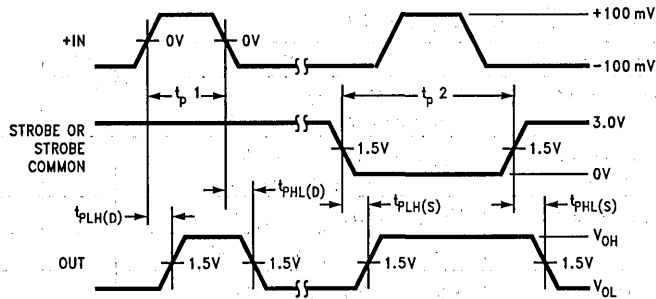 +IN
0V
0V
+100 mV
-100 mV
tp 1
tp 2
STROBE OR
STROBE
COMMON
1.5V
1.5V
3.0V
0V
tPLH(D)
tPHL(D)
tPLH(S)
tPHL(S)
OUT
1.5V
1.5V
1.5V
1.5V
VOH
VOL